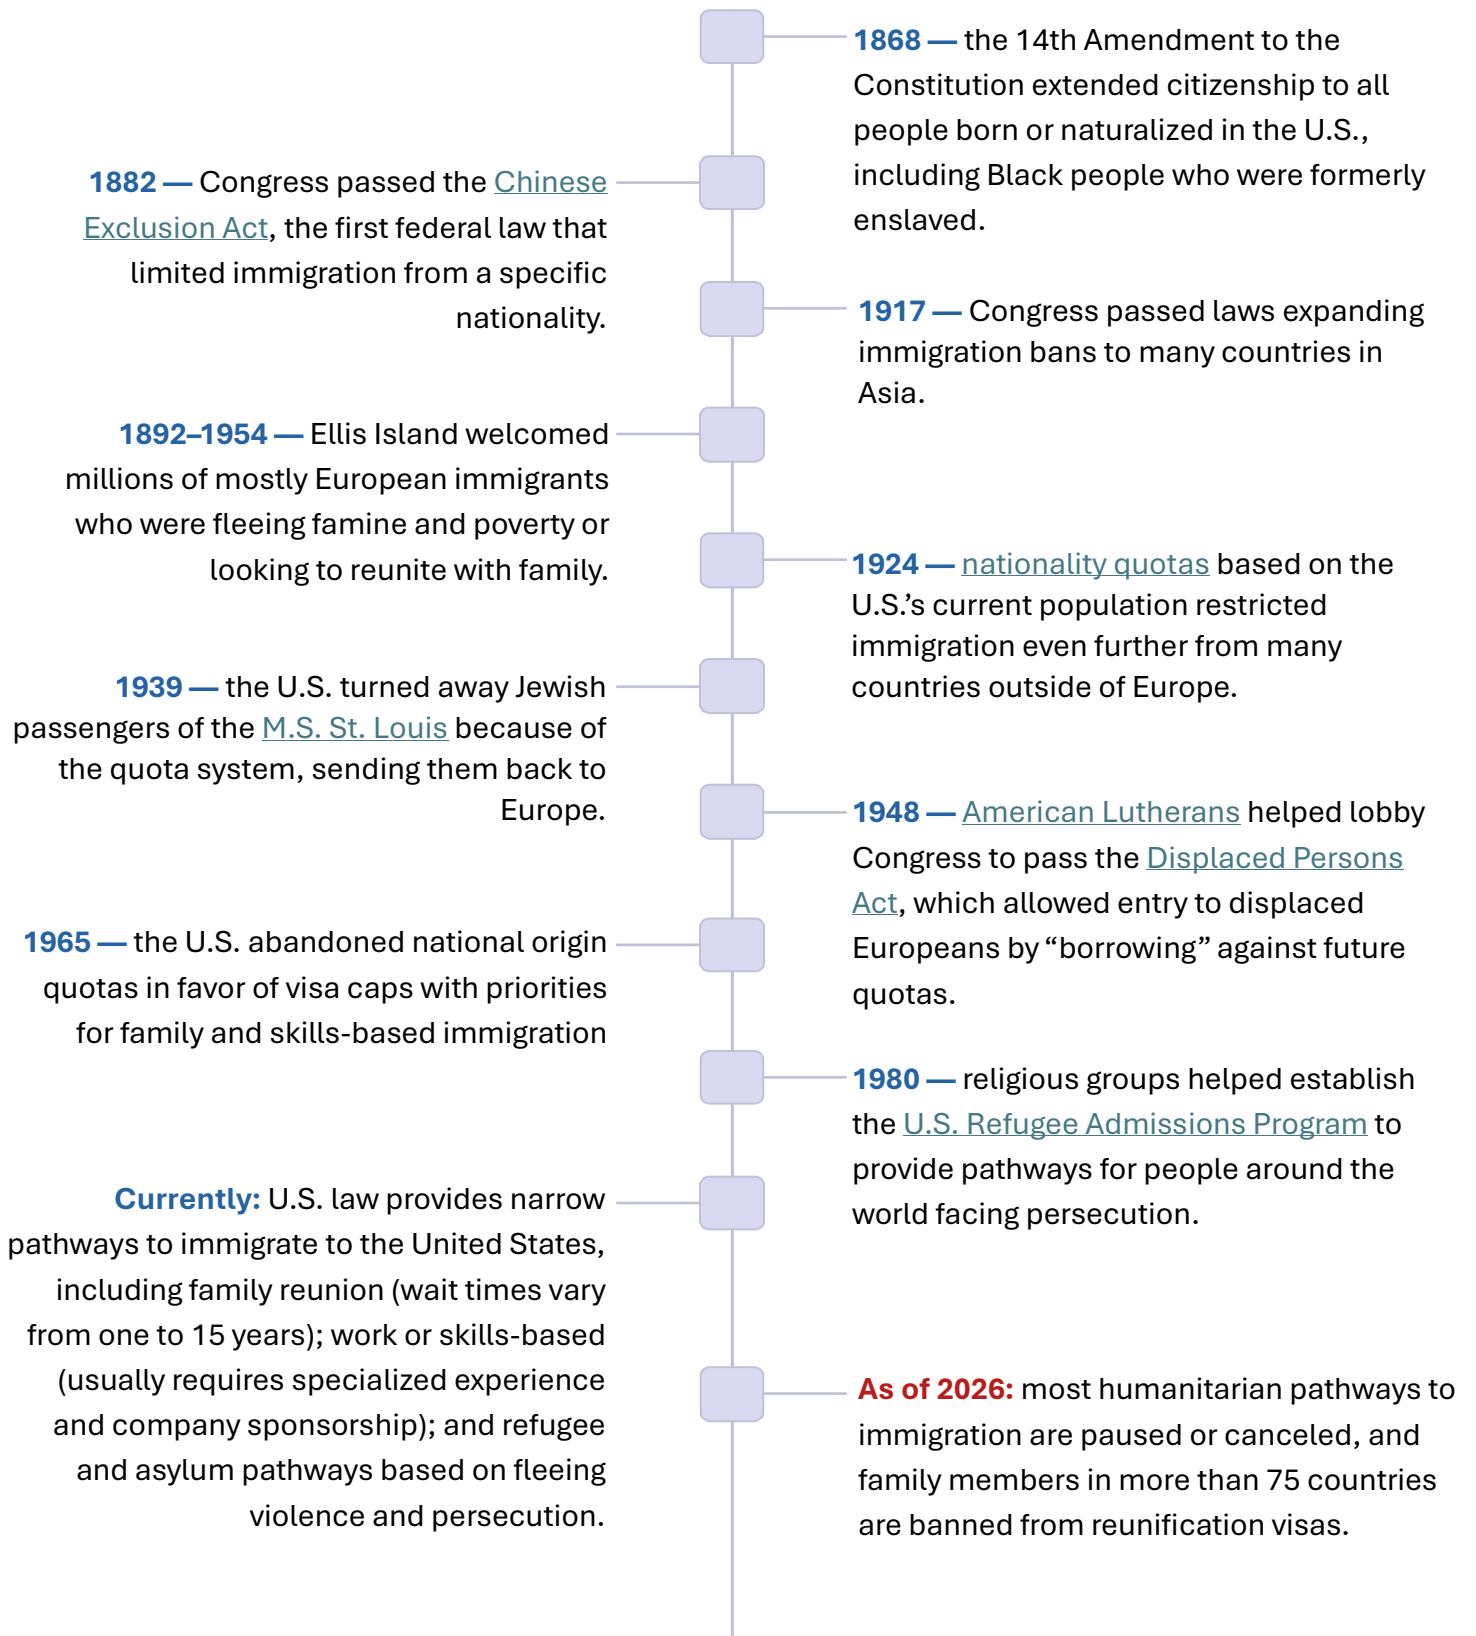 1868 — the 14th Amendment to the
Constitution extended citizenship to all
people born or naturalized in the U.S.,
including Black people who were formerly
enslaved.
1882 — Congress passed the Chinese
Exclusion Act, the first federal law that
limited immigration from a specific
nationality.
1917 — Congress passed laws expanding
immigration bans to many countries in
Asia.
1892–1954 — Ellis Island welcomed
millions of mostly European immigrants
who were fleeing famine and poverty or
looking to reunite with family.
1924 — nationality quotas based on the
U.S.’s current population restricted
immigration even further from many
countries outside of Europe.
1939 — the U.S. turned away Jewish
passengers of the M.S. St. Louis because of
the quota system, sending them back to
Europe.
1948 — American Lutherans helped lobby
Congress to pass the Displaced Persons
Act, which allowed entry to displaced
Europeans by “borrowing” against future
quotas.
1965 — the U.S. abandoned national origin
quotas in favor of visa caps with priorities
for family and skills-based immigration
1980 — religious groups helped establish
the U.S. Refugee Admissions Program to
provide pathways for people around the
world facing persecution.
Currently: U.S. law provides narrow
pathways to immigrate to the United States,
including family reunion (wait times vary
from one to 15 years); work or skills-based
(usually requires specialized experience
and company sponsorship); and refugee
and asylum pathways based on fleeing
violence and persecution.
As of 2026: most humanitarian pathways to
immigration are paused or canceled, and
family members in more than 75 countries
are banned from reunification visas.